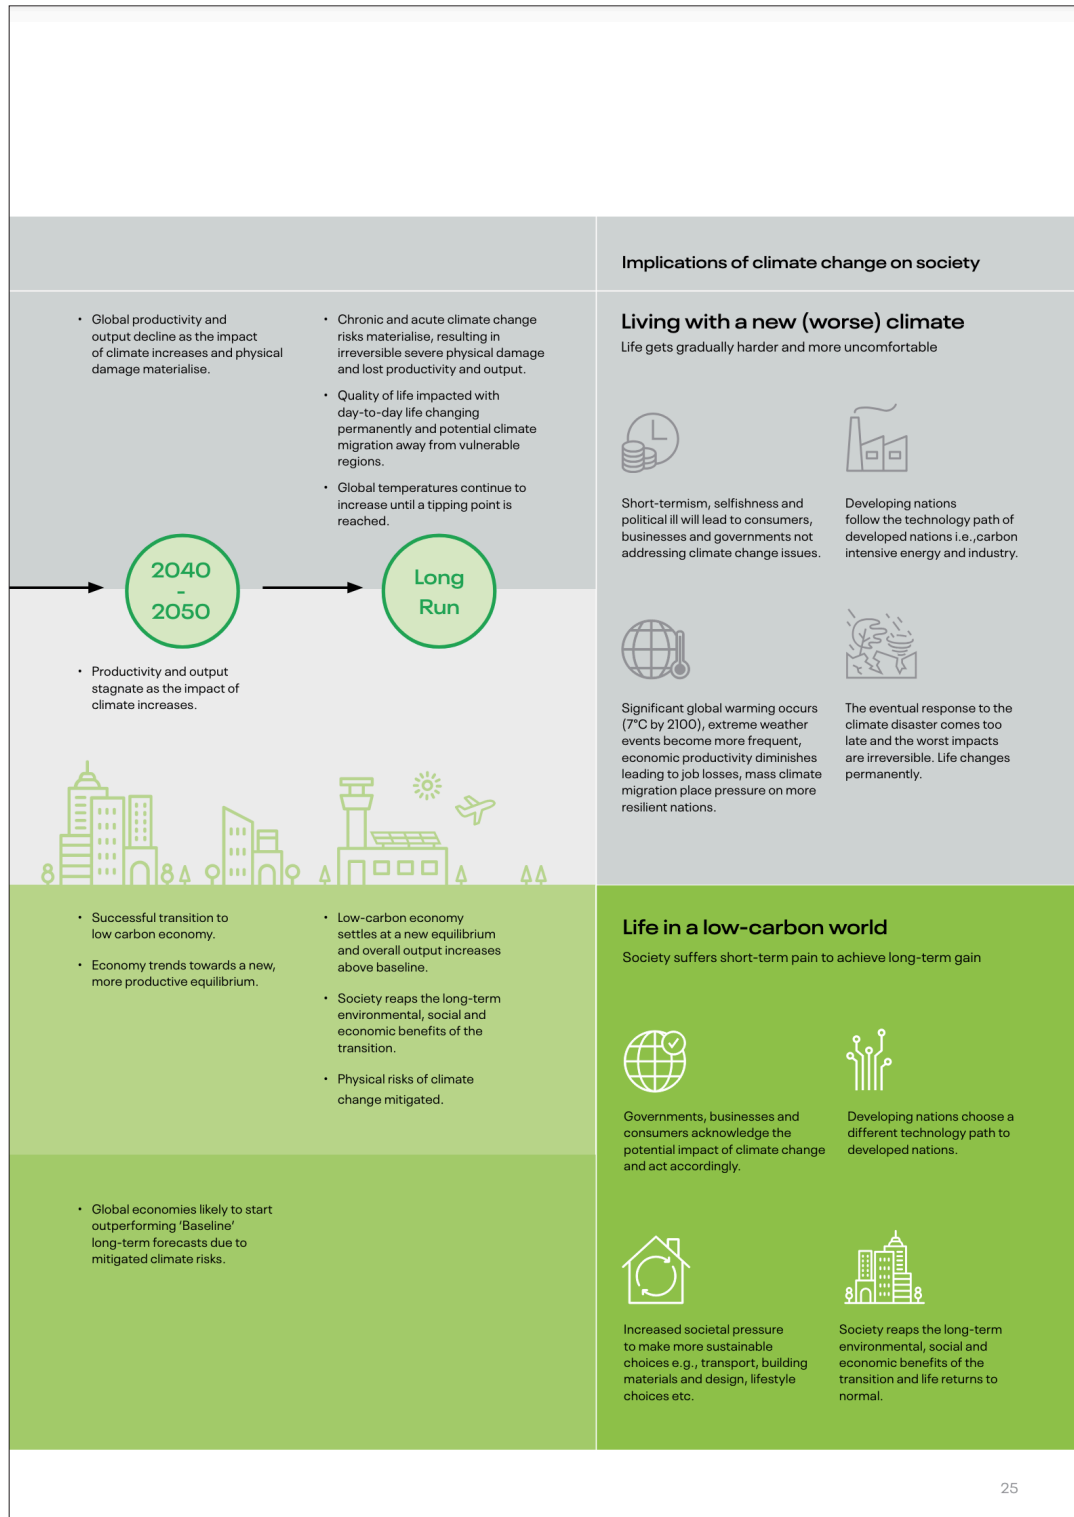 Implications of climate change on society
• Global productivity and
output decline as the impact
of climate increases and physical
damage materialise.
• Chronic and acute climate change
risks materialise, resulting in
irreversible severe physical damage
and lost productivity and output.
• Quality of life impacted with
day-to-day life changing
permanently and potential climate
migration away from vulnerable
regions.
• Global temperatures continue to
increase until a tipping point is
reached.
2040
-
2050
Long
Run
• Productivity and output
stagnate as the impact of
climate increases.
• Successful transition to
low carbon economy.
• Economy trends towards a new,
more productive equilibrium.
• Low-carbon economy
settles at a new equilibrium
and overall output increases
above baseline.
• Society reaps the long-term
environmental, social and
economic benefits of the
transition.
• Physical risks of climate
change mitigated.
• Global economies likely to start
outperforming ‘Baseline’
long-term forecasts due to
mitigated climate risks.
Living with a new (worse) climate
Life gets gradually harder and more uncomfortable
Short-termism, selfishness and
political ill will lead to consumers,
businesses and governments not
addressing climate change issues.
Developing nations
follow the technology path of
developed nations i.e.,carbon
intensive energy and industry.
Significant global warming occurs
(7°C by 2100), extreme weather
events become more frequent,
economic productivity diminishes
leading to job losses, mass climate
migration place pressure on more
resilient nations.
The eventual response to the
climate disaster comes too
late and the worst impacts
are irreversible. Life changes
permanently.
Life in a low-carbon world
Society suffers short-term pain to achieve long-term gain
Governments, businesses and
consumers acknowledge the
potential impact of climate change
and act accordingly.
Developing nations choose a
different technology path to
developed nations.
Increased societal pressure
to make more sustainable
choices e.g., transport, building
materials and design, lifestyle
choices etc.
Society reaps the long-term
environmental, social and
economic benefits of the
transition and life returns to
normal.
25